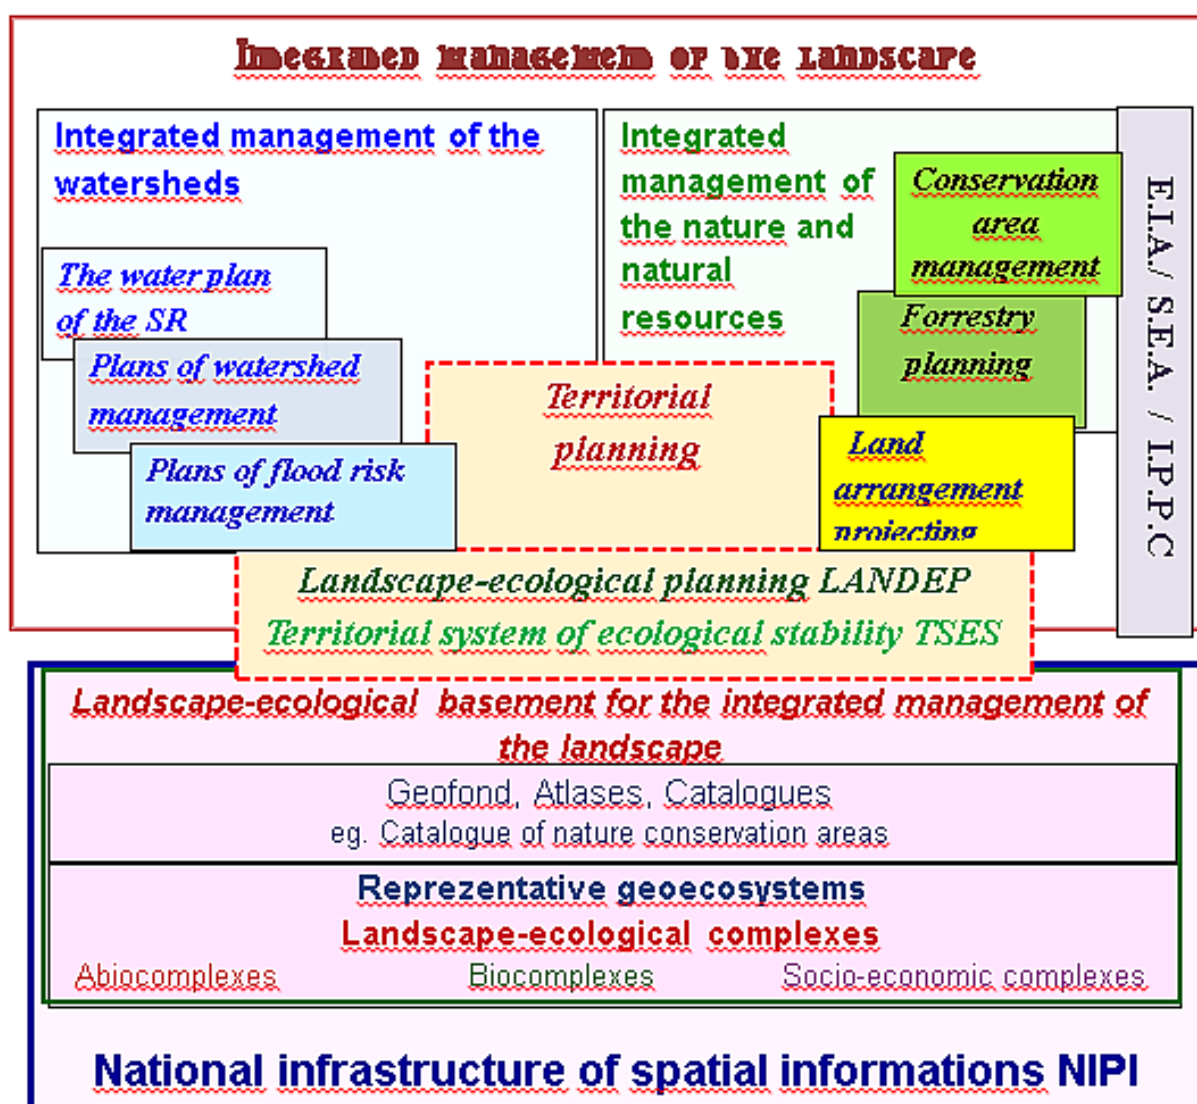 Integraned management of the landscape
Integrated management of the
watersheds
The water plan
of the SR
Plans of watershed
management
Plans of flood risk
management
Integrated
management of
the nature and
natural
resources
Conservation
area
management
Forrestry
planning
Land
arrangement
projecting
Territorial
planning
E.I.A./ S.E.A. / I.P.P.C
Landscape-ecological planning LANDEP
Territorial system of ecological stability TSES
Landscape-ecological basement for the integrated management of
the landscape
Geofond, Atlases, Catalogues
eg. Catalogue of nature conservation areas
Reprezentative geoecosystems
Landscape-ecological complexes
Abiocomplexes Biocomplexes Socio-economic complexes
National infrastructure of spatial informations NIPI